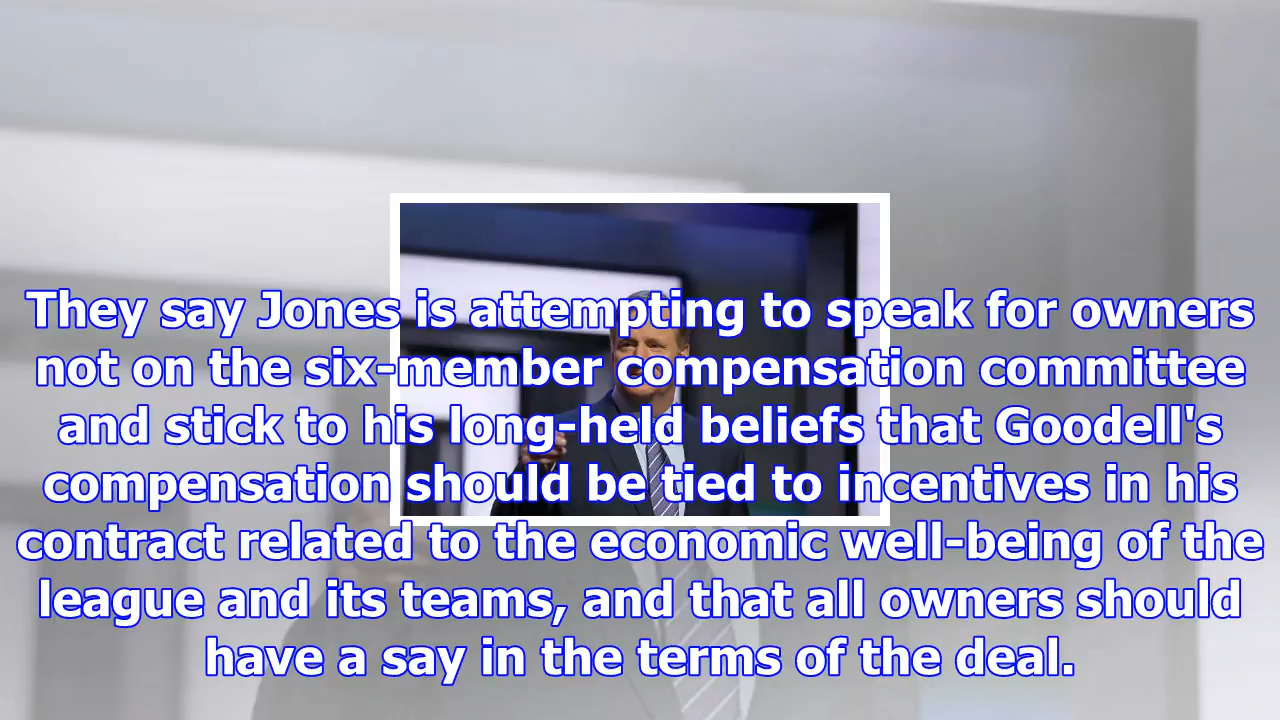 They say Jones is attempting to speak for owners
not on the six-member compensation committee
and stick to his long-held beliefs that Goodell's
compensation should be tied to incentives in his
contract related to the economic well-being of the
league and its teams, and that all owners should
have a say in the terms of the deal.